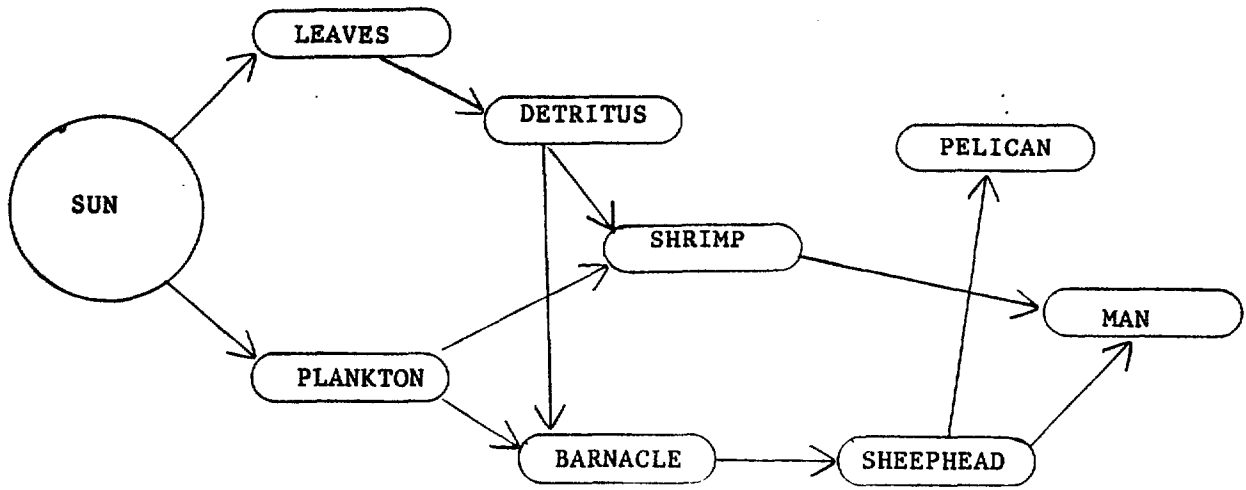 LEAVES
DETRITUS
PELICAN
SUN
SHRIMP
MAN
PLANKTON
BARNACLE
SHEEPHEAD